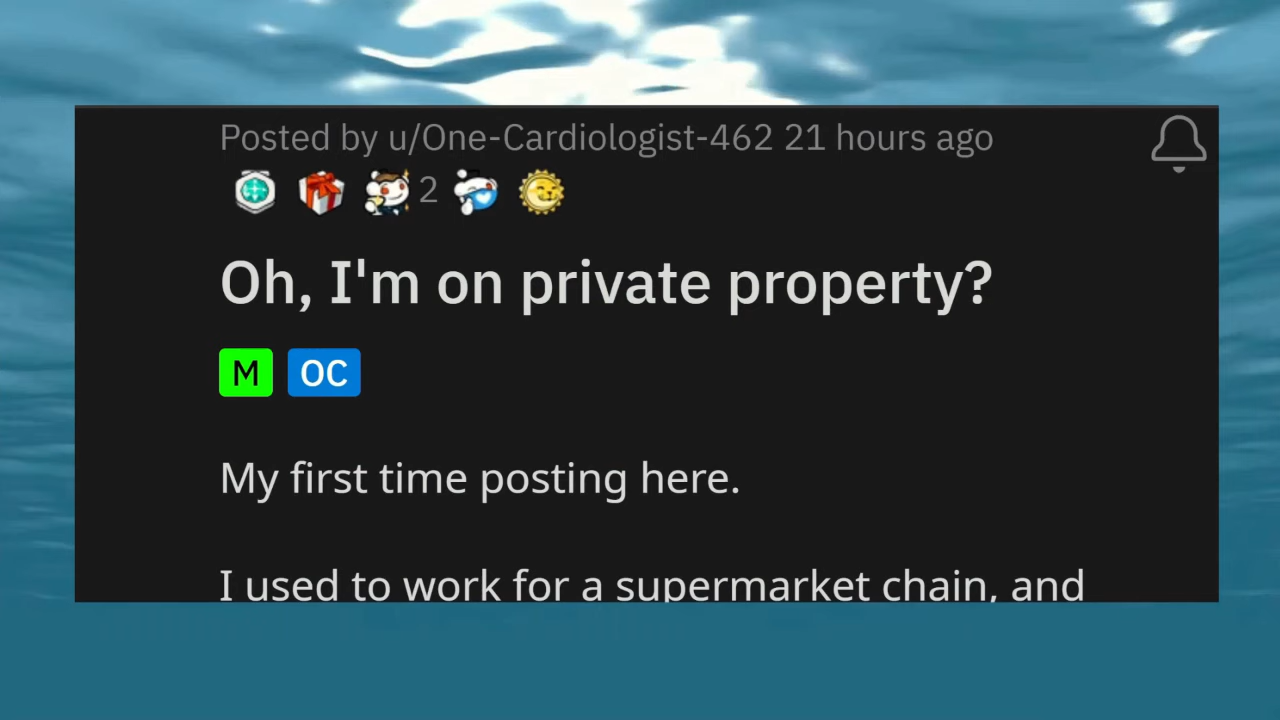 Posted by u/One-Cardiologist-462 21 hours ago
2
Oh, I'm on private property?
M OC
My first time posting here.
I used to work for a supermarket chain, and